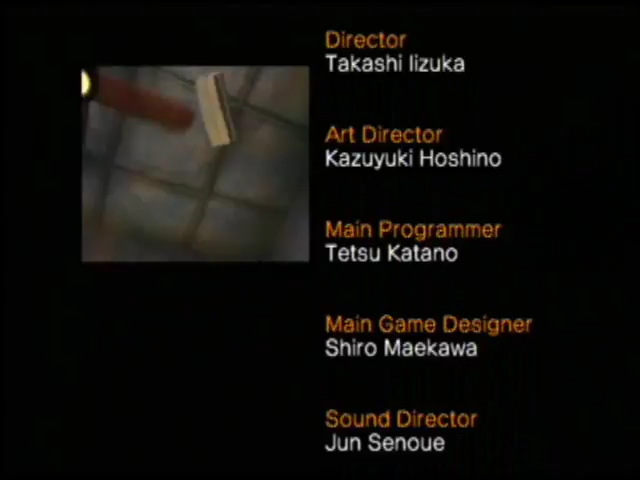 Director
Takashi Iizuka
Art Director
Kazuyuki Hoshino
Main Programmer
Tetsu Katano
Main Game Designer
Shiro Maekawa
Sound Director
Jun Senoue